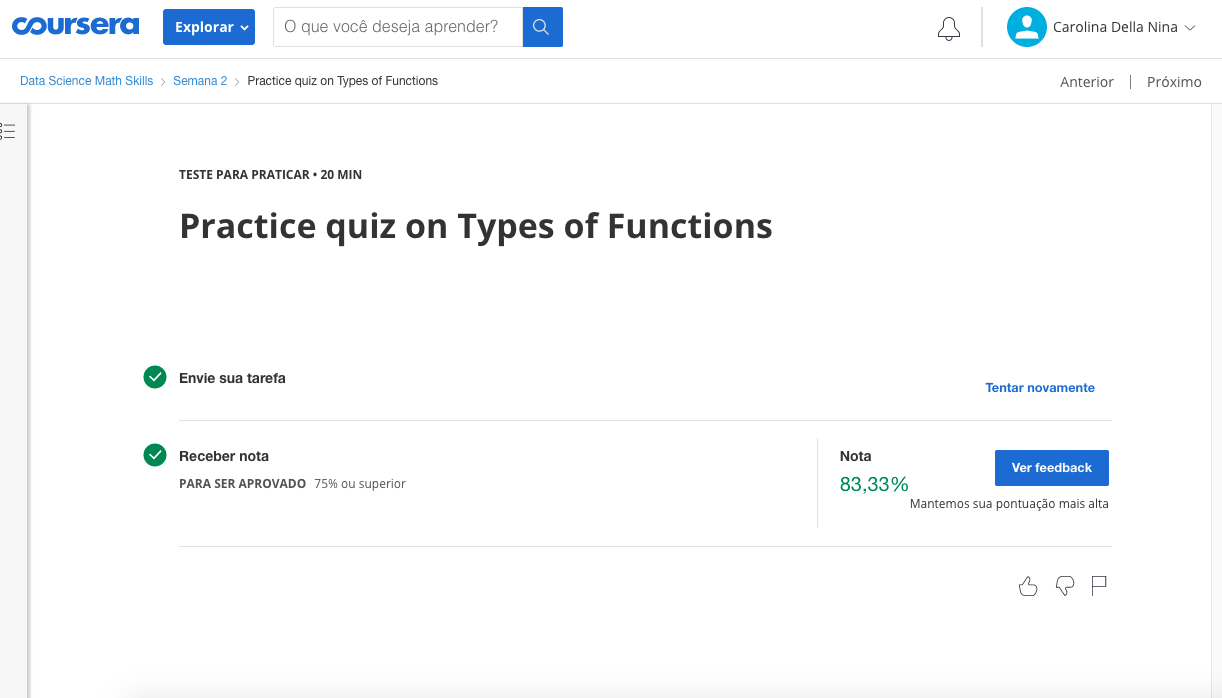 coursera
Explorar
O que você deseja aprender?
Carolina Della Nina
Data Science Math Skills
Semana 2
Practice quiz on Types of Functions
Anterior
Próximo
TESTE PARA PRATICAR • 20 MIN
Practice quiz on Types of Functions
Envie sua tarefa
Tentar novamente
Receber nota
PARA SER APROVADO 75% ou superior
Nota
83,33%
Ver feedback
Mantemos sua pontuação mais alta